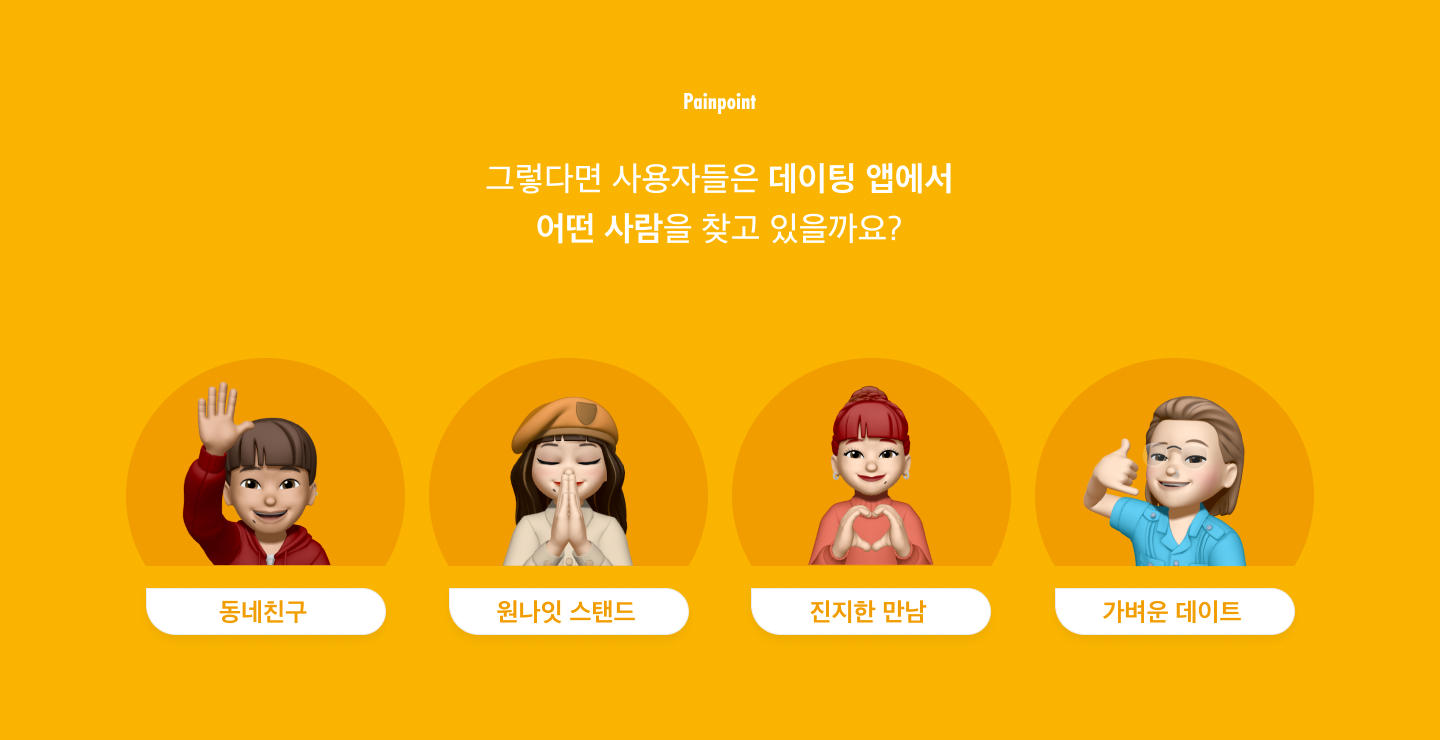 Painpoint
그렇다면 사용자들은 데이팅 앱에서
어떤 사람을 찾고 있을까요?
동네친구
원나잇 스탠드
진지한 만남
가벼운 데이트